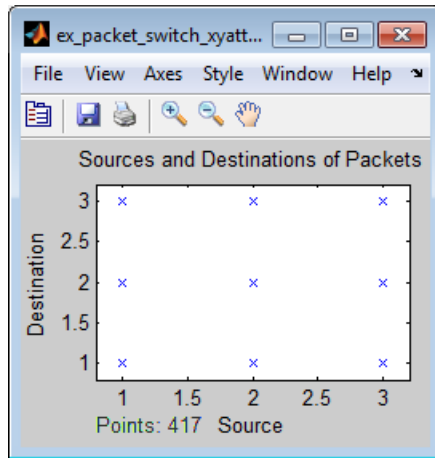 ex_packet_switch_xyatt...
File View Axes Style Window Help
Sources and Destinations of Packets
Destination
3
2.5
2
1.5
1
1 1.5 2 2.5 3
Points: 417 Source